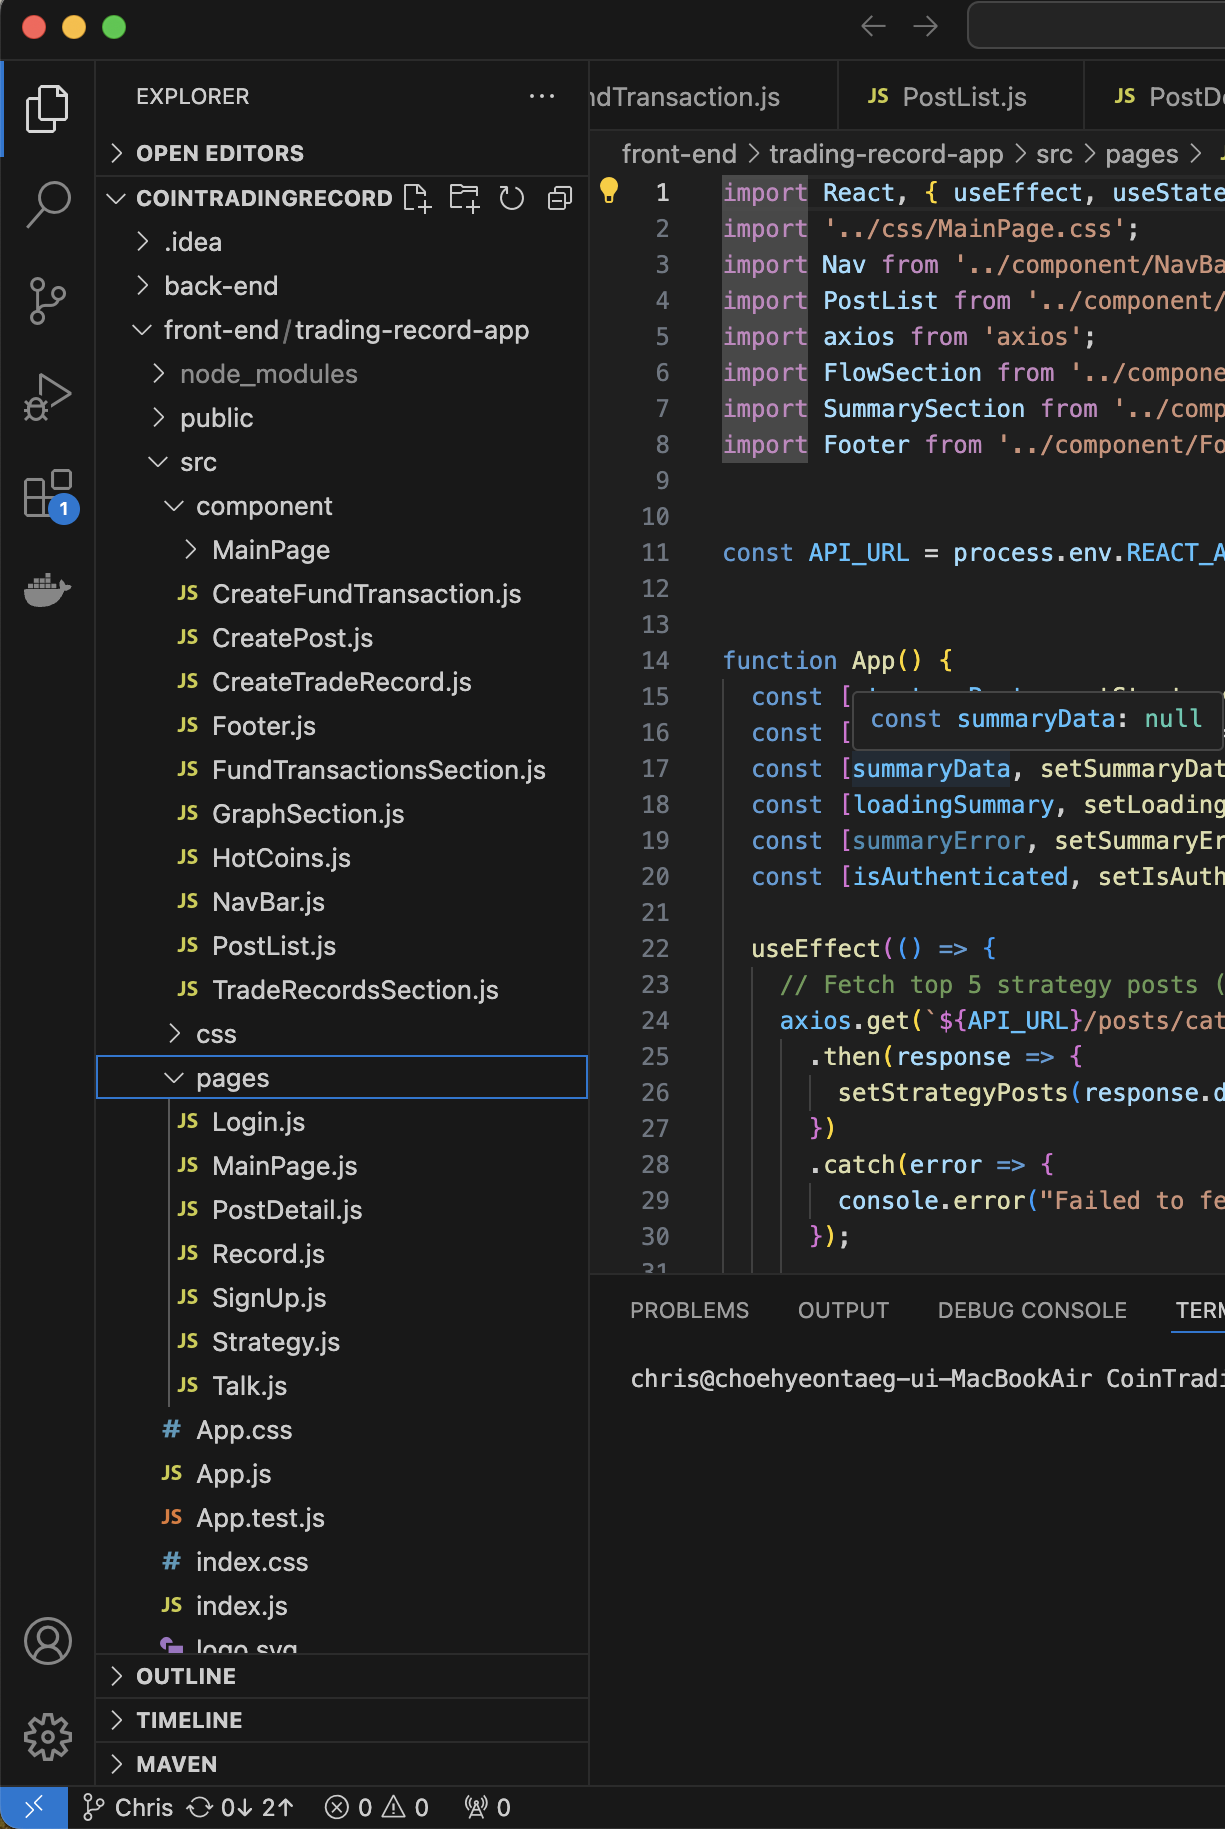 EXPLORER
OPEN EDITORS
COINTRADINGRECORD
.idea
back-end
front-end/trading-record-app
node_modules
public
src
component
MainPage
JS CreateFundTransaction.js
JS CreatePost.js
JS CreateTradeRecord.js
JS Footer.js
JS FundTransactionsSection.js
JS GraphSection.js
JS HotCoins.js
JS NavBar.js
JS PostList.js
JS TradeRecordsSection.js
css
pages
JS Login.js
JS MainPage.js
JS PostDetail.js
JS Record.js
JS SignUp.js
JS Strategy.js
JS Talk.js
# App.css
JS App.js
JS App.test.js
# index.css
JS index.js
logo.svg
OUTLINE
TIMELINE
MAVEN
1
ndTransaction.js
JS PostList.js
JS PostDe
front-end > trading-record-app > src > pages >
1 import React, { useEffect, useState
2 import '../css/MainPage.css';
3 import Nav from '../component/NavBa
4 import PostList from '../component/
5 import axios from 'axios';
6 import FlowSection from '../compone
7 import SummarySection from '../comp
8 import Footer from '../component/Fo
9
10
11 const API_URL = process.env.REACT_A
12
13
14 function App() {
15 const [
const summaryData: null
16 const [
17 const [summaryData, setSummaryDat
18 const [loadingSummary, setLoading
19 const [summaryError, setSummaryEr
20 const [isAuthenticated, setIsAuth
21
22 useEffect(() => {
23 // Fetch top 5 strategy posts (
24 axios.get(`${API_URL}/posts/cat
25 .then(response => {
26 setStrategyPosts(response.d
27 })
28 .catch(error => {
29 console.error("Failed to fe
30 });
31
PROBLEMS OUTPUT DEBUG CONSOLE TERM
chris@choehyeontaeg-ui-MacBookAir CoinTradi
Chris 0↓ 2↑ 0 0 0